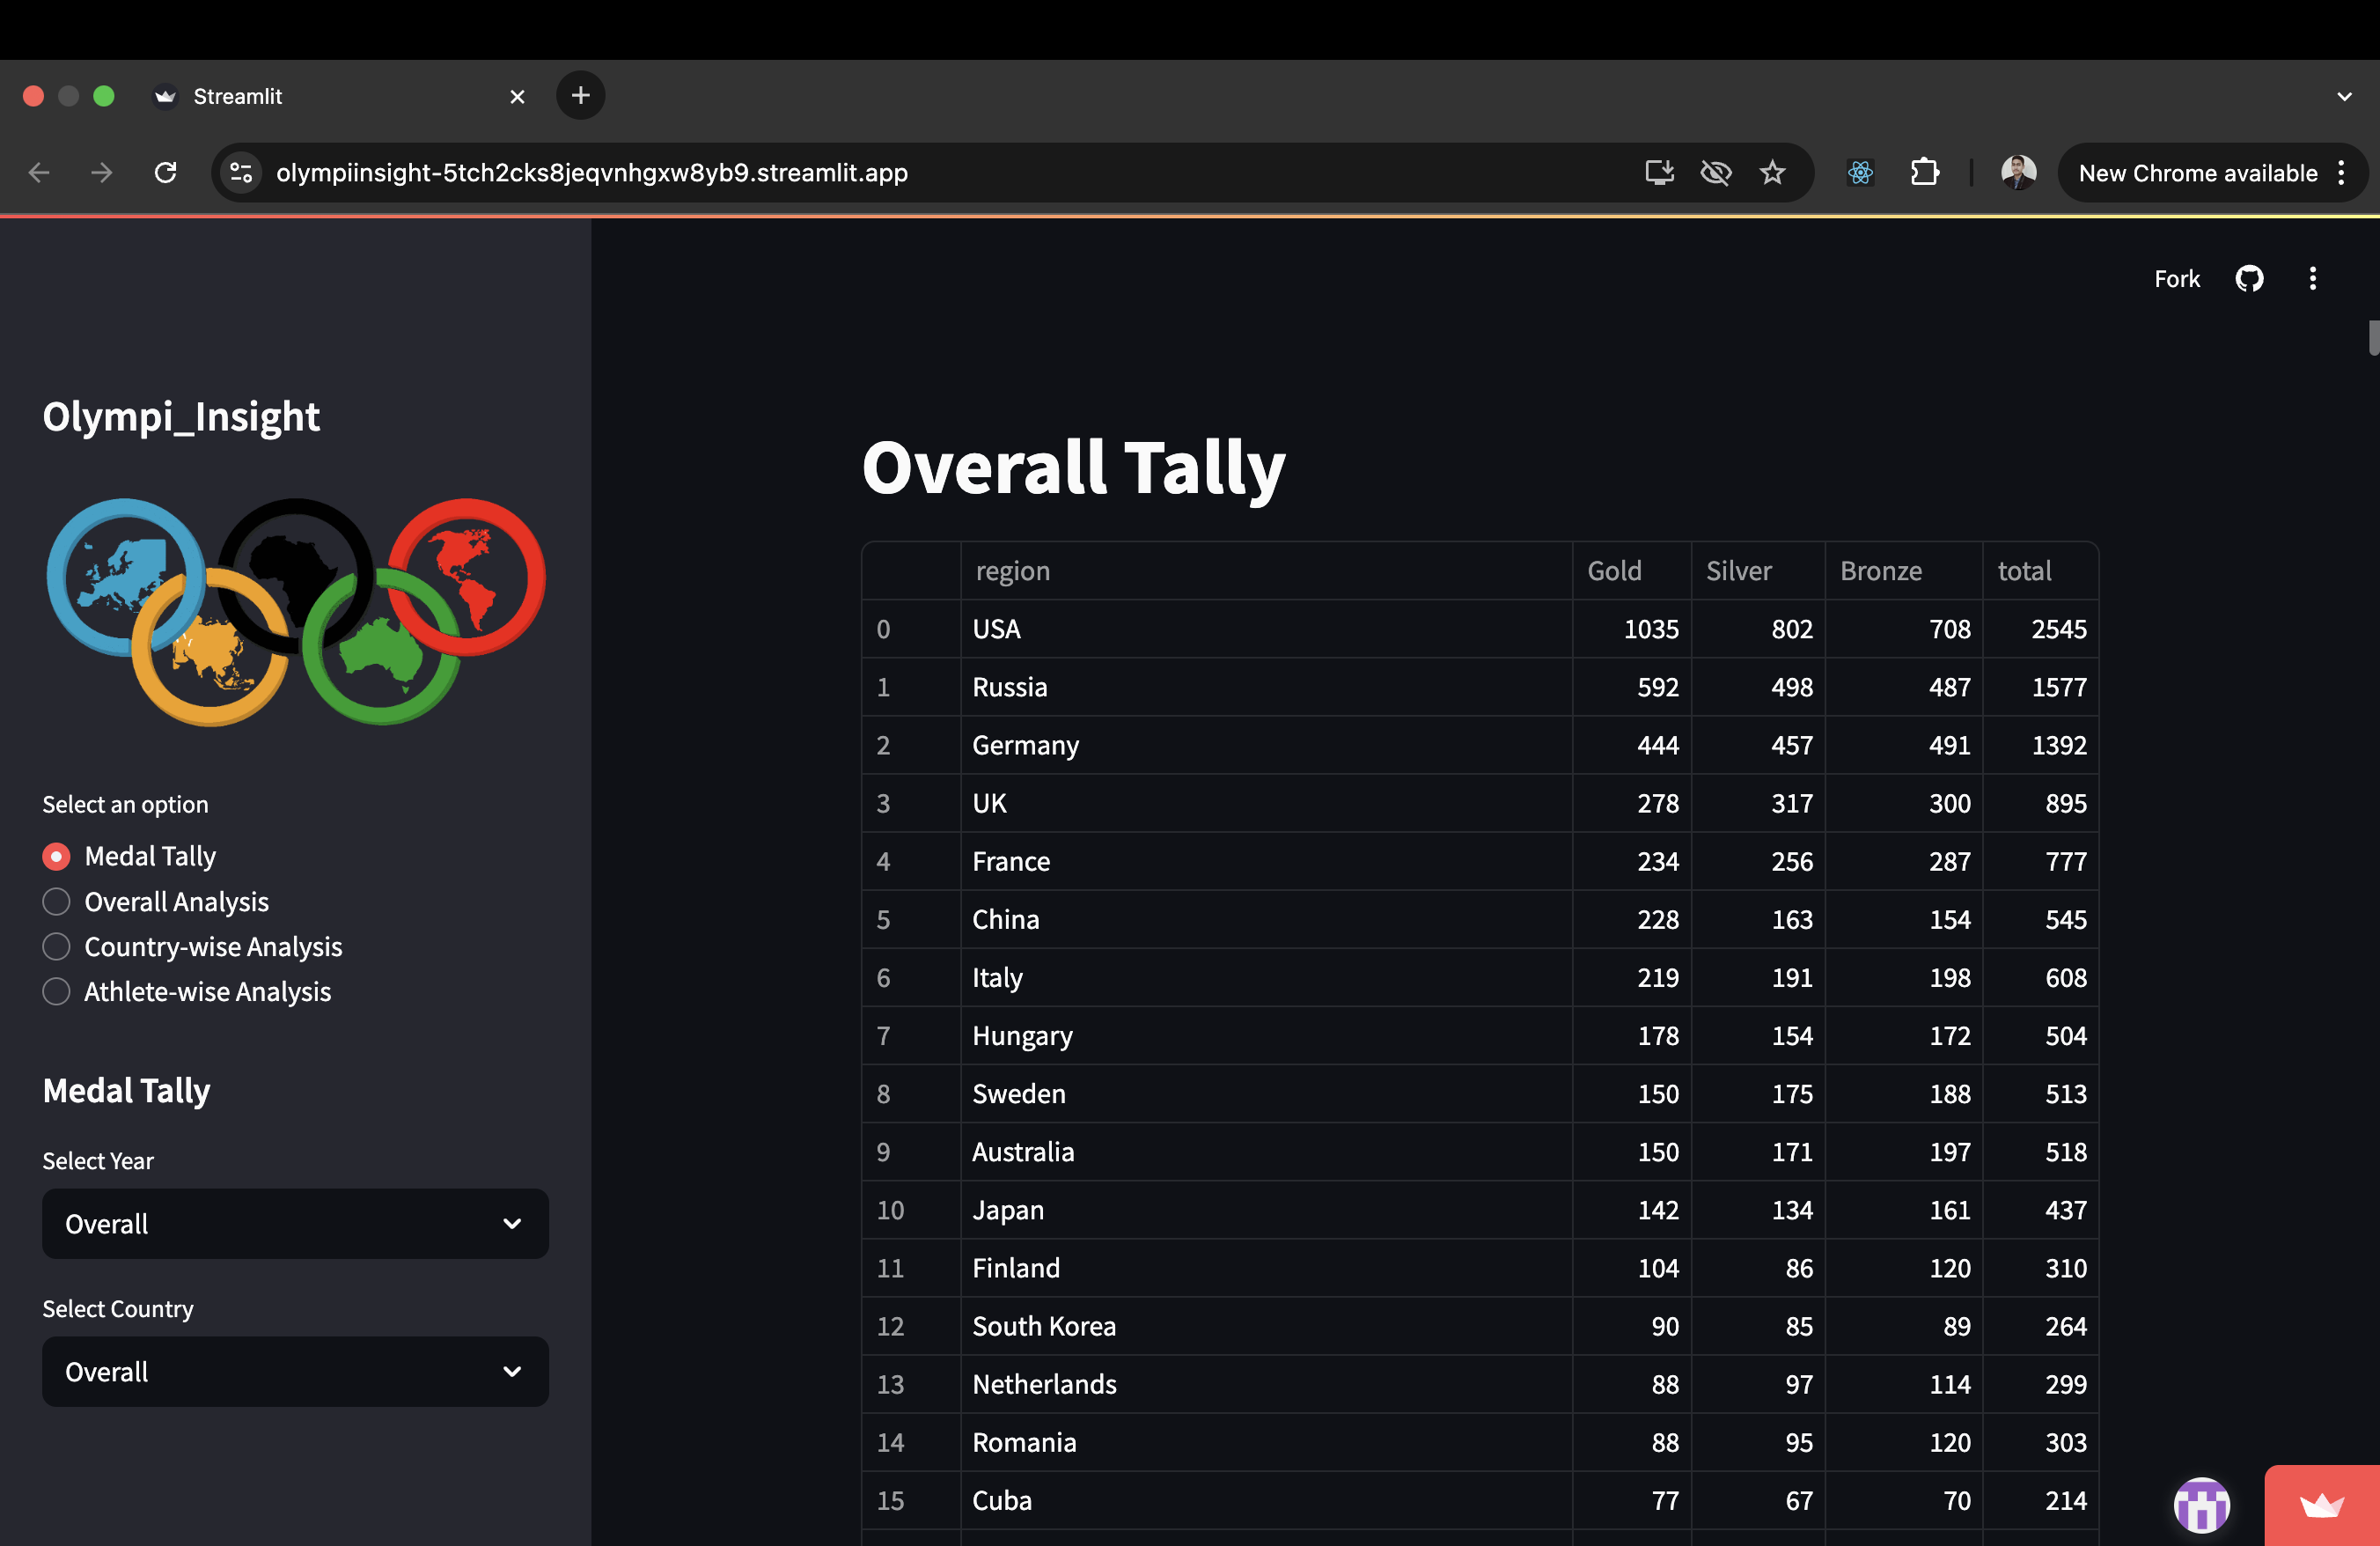 Streamlit
olympiinsight-5tch2cks8jeqvnhgxw8yb9.streamlit.app
New Chrome available
Fork
Olympi_Insight
Select an option
Medal Tally
Overall Analysis
Country-wise Analysis
Athlete-wise Analysis
Medal Tally
Select Year
Overall
Select Country
Overall
Overall Tally
region Gold Silver Bronze total
0 USA 1035 802 708 2545
1 Russia 592 498 487 1577
2 Germany 444 457 491 1392
3 UK 278 317 300 895
4 France 234 256 287 777
5 China 228 163 154 545
6 Italy 219 191 198 608
7 Hungary 178 154 172 504
8 Sweden 150 175 188 513
9 Australia 150 171 197 518
10 Japan 142 134 161 437
11 Finland 104 86 120 310
12 South Korea 90 85 89 264
13 Netherlands 88 97 114 299
14 Romania 88 95 120 303
15 Cuba 77 67 70 214